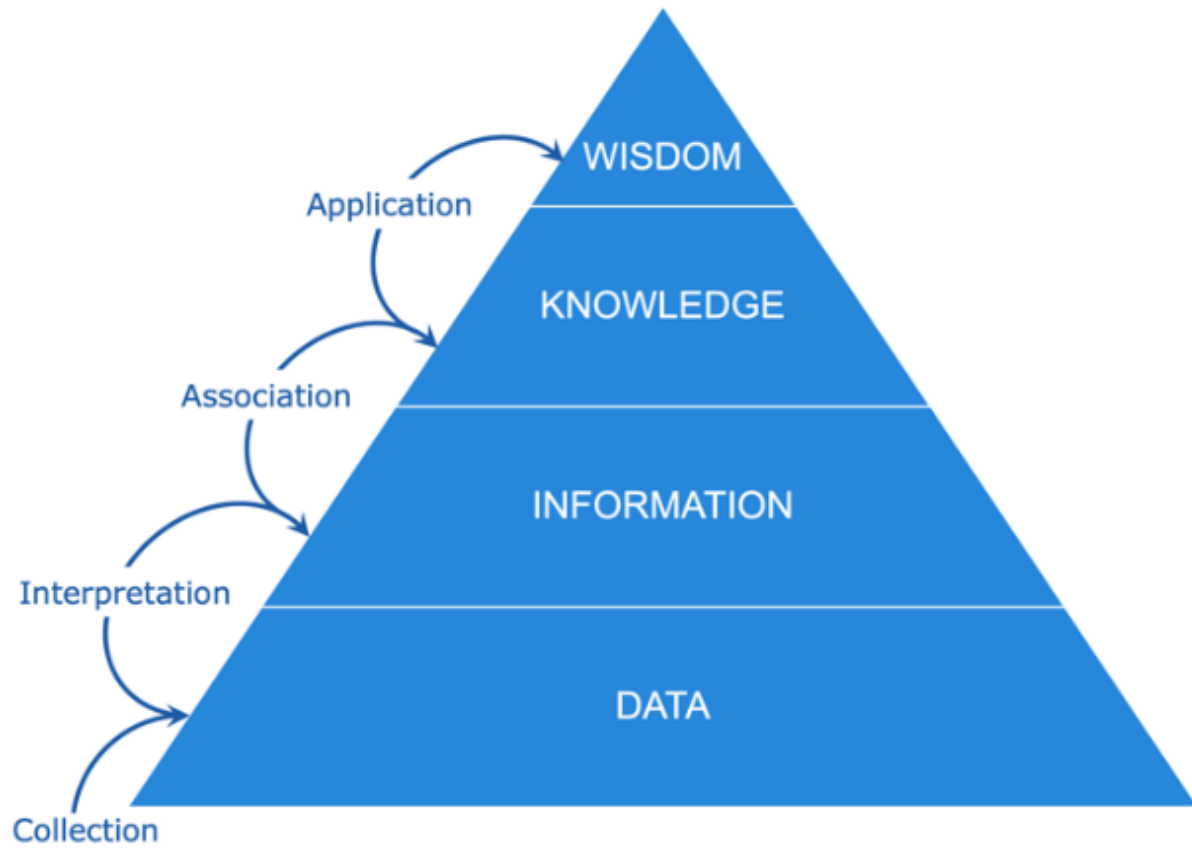 WISDOM
Application
KNOWLEDGE
Association
INFORMATION
Interpretation
DATA
Collection